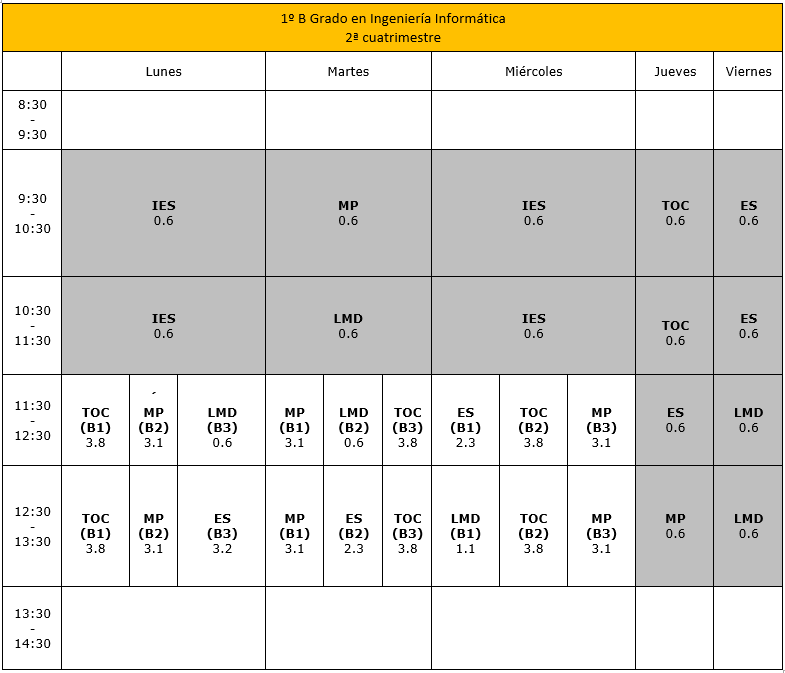 1º B Grado en Ingeniería Informática
2ª cuatrimestre
Lunes Martes Miércoles Jueves Viernes
8:30
-
9:30
9:30
-
10:30
IES MP IES TOC ES
0.6 0.6 0.6 0.6 0.6
10:30
-
11:30
IES LMD IES TOC ES
0.6 0.6 0.6 0.6 0.6
11:30
-
12:30
´
TOC MP LMD MP LMD TOC ES TOC MP ES LMD
(B1) (B2) (B3) (B1) (B2) (B3) (B1) (B2) (B3) 0.6 0.6
3.8 3.1 0.6 3.1 0.6 3.8 2.3 3.8 3.1
12:30
-
13:30
TOC MP ES MP ES TOC LMD TOC MP MP LMD
(B1) (B2) (B3) (B1) (B2) (B3) (B1) (B2) (B3) 0.6 0.6
3.8 3.1 3.2 3.1 2.3 3.8 1.1 3.8 3.1
13:30
-
14:30